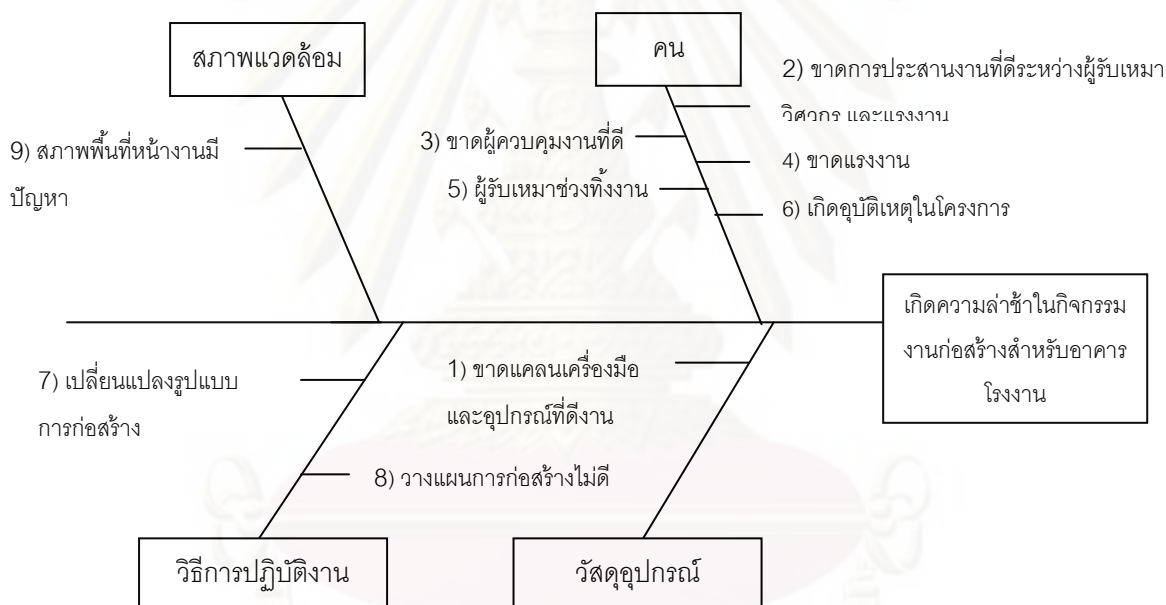 สภาพแวดล้อม
คน
2) ขาดการประสานงานที่ดีระหว่างผู้รับเหมา
วิศวกร และแรงงาน
9) สภาพพื้นที่หน้างานมี
ปัญหา
3) ขาดผู้ควบคุมงานที่ดี
4) ขาดแรงงาน
5) ผู้รับเหมาช่วงทิ้งงาน
6) เกิดอุบัติเหตุในโครงการ
เกิดความล่าช้าในกิจกรรม
งานก่อสร้างสำหรับอาคาร
โรงงาน
7) เปลี่ยนแปลงรูปแบบ
การก่อสร้าง
1) ขาดแคลนเครื่องมือ
และอุปกรณ์ที่ดีงาน
8) วางแผนการก่อสร้างไม่ดี
วิธีการปฏิบัติงาน
วัสดุอุปกรณ์